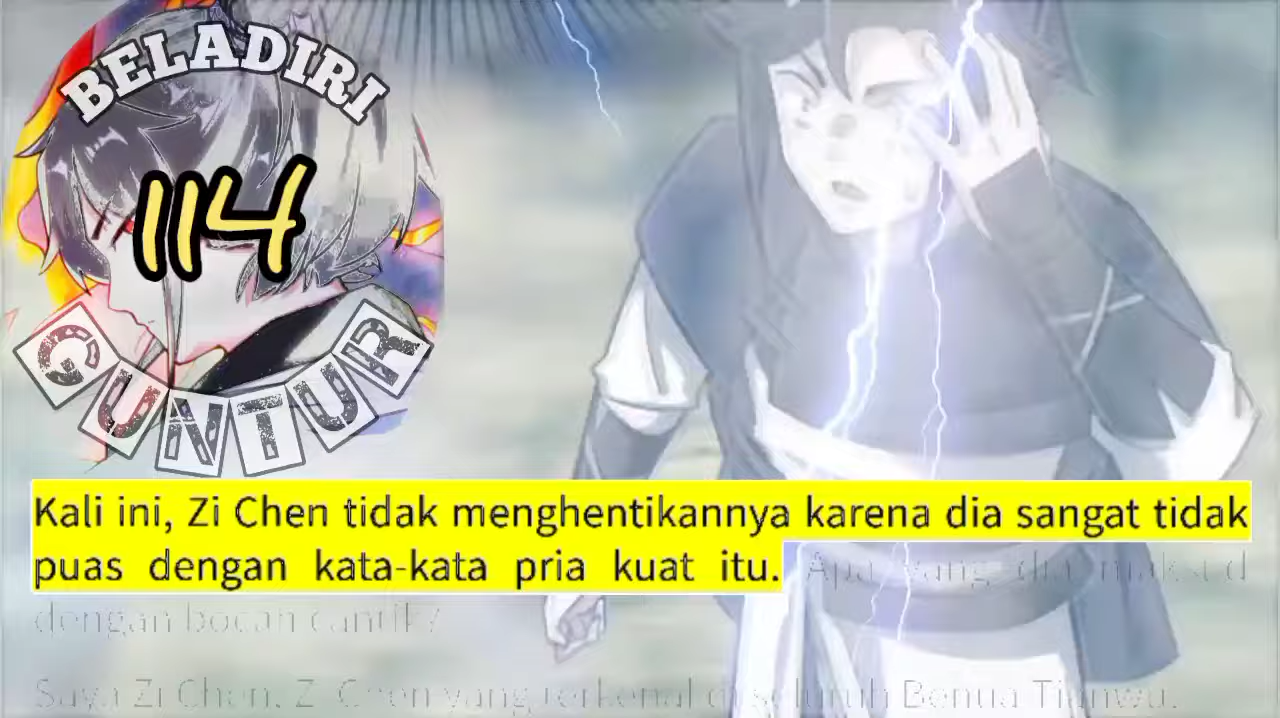 BELADIRI
114
GUNTUR
Kali ini, Zi Chen tidak menghentikannya karena dia sangat tidak
puas dengan kata-kata pria kuat itu. Apa yang dia maksud
dengan bocah cantik?
Saya Zi Chen. Zi Chen yang terkenal di seluruh Benua Tianwu.